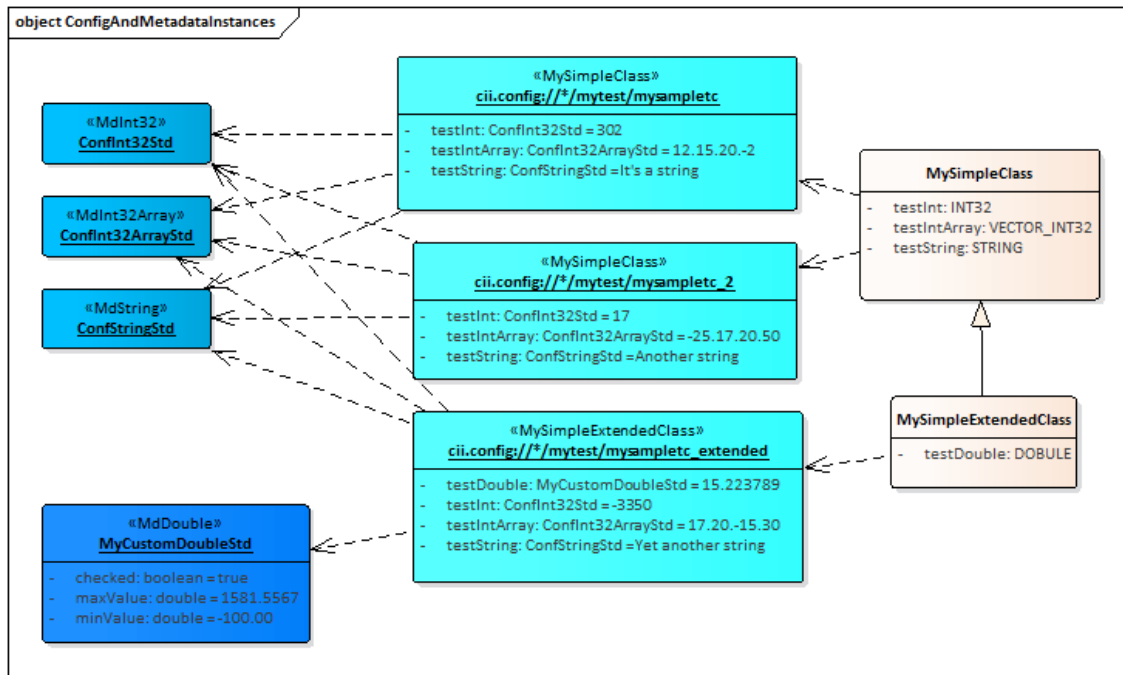 object ConfigAndMetadataInstances
«MdInt32»
ConfInt32Std
«MdInt32Array»
ConfInt32ArrayStd
«MdString»
ConfStringStd
«MdDouble»
MyCustomDoubleStd
- checked: boolean = true
- maxValue: double = 1581.5567
- minValue: double = -100.00
«MySimpleClass»
cii.config://*/mytest/mysampletc
- testInt: ConfInt32Std = 302
- testIntArray: ConfInt32ArrayStd = 12.15.20.-2
- testString: ConfStringStd =It's a string
«MySimpleClass»
cii.config://*/mytest/mysampletc_2
- testInt: ConfInt32Std = 17
- testIntArray: ConfInt32ArrayStd = -25.17.20.50
- testString: ConfStringStd =Another string
«MySimpleExtendedClass»
cii.config://*/mytest/mysampletc_extended
- testDouble: MyCustomDoubleStd = 15.223789
- testInt: ConfInt32Std = -3350
- testIntArray: ConfInt32ArrayStd = 17.20.-15.30
- testString: ConfStringStd =Yet another string
MySimpleClass
- testInt: INT32
- testIntArray: VECTOR_INT32
- testString: STRING
MySimpleExtendedClass
- testDouble: DOBULE